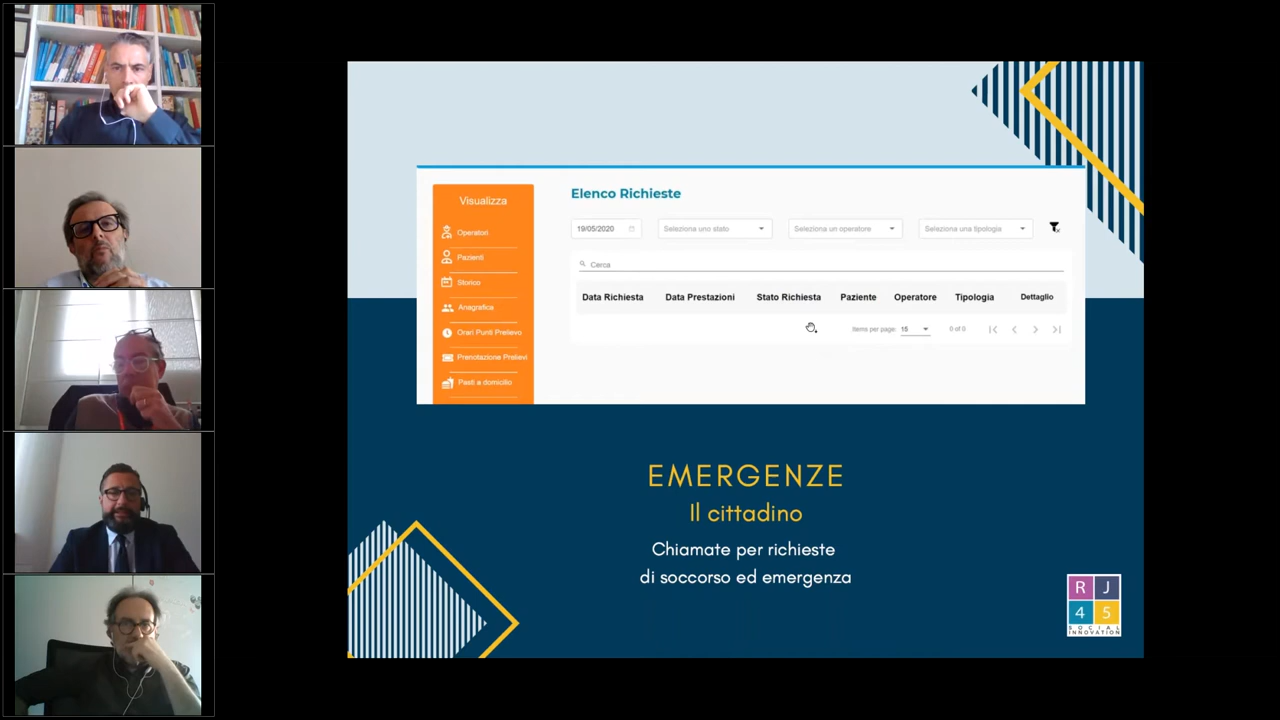 Visualizza
Operatori
Pazienti
Storico
Anagrafica
Orari Punti Prelievo
Prenotazione Prelievi
Pasti a domicilio
Elenco Richieste
19/05/2020 Seleziona uno stato Seleziona un operatore Seleziona una tipologia
Cerca
Data Richiesta Data Prestazioni Stato Richiesta Paziente Operatore Tipologia Dettaglio
Items per page: 15 0 of 0
EMERGENZE
Il cittadino
Chiamate per richieste
di soccorso ed emergenza
R J
4 5
SOCIAL
INNOVATION